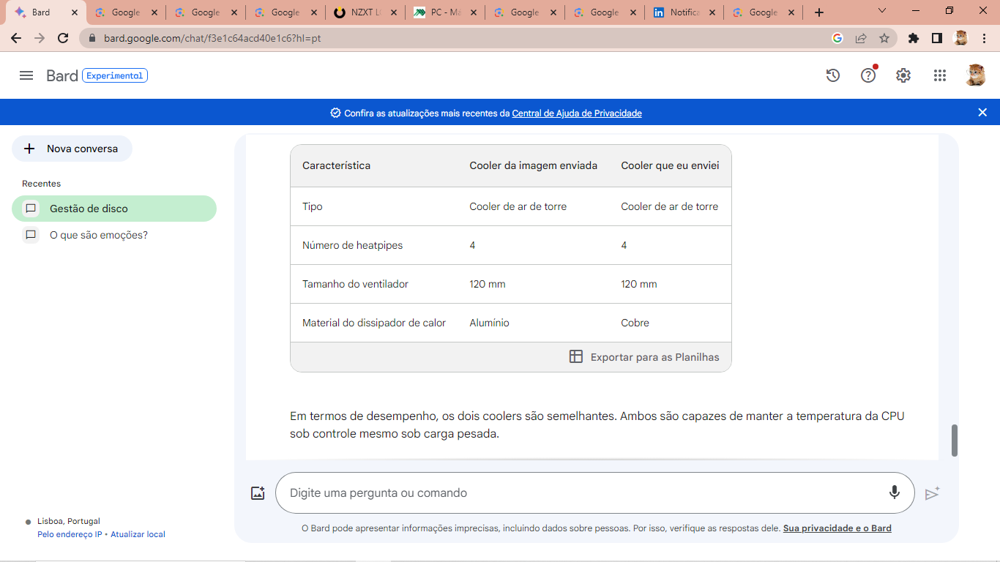 Bard
Google
Google
Google
NZXT
PC - Ma
Google
Google
in
Notifica
Google
bard.google.com/chat/f3e1c64acd40e1c6?hl=pt
Bard Experimental
Confira as atualizações mais recentes da Central de Ajuda de Privacidade
Nova conversa
Recentes
Gestão de disco
O que são emoções?
Característica Cooler da imagem enviada Cooler que eu enviei
Tipo Cooler de ar de torre Cooler de ar de torre
Número de heatpipes 4 4
Tamanho do ventilador 120 mm 120 mm
Material do dissipador de calor Alumínio Cobre
Exportar para as Planilhas
Em termos de desempenho, os dois coolers são semelhantes. Ambos são capazes de manter a temperatura da CPU
sob controle mesmo sob carga pesada.
Digite uma pergunta ou comando
O Bard pode apresentar informações imprecisas, incluindo dados sobre pessoas. Por isso, verifique as respostas dele. Sua privacidade e o Bard
Lisboa, Portugal
Pelo endereço IP • Atualizar local